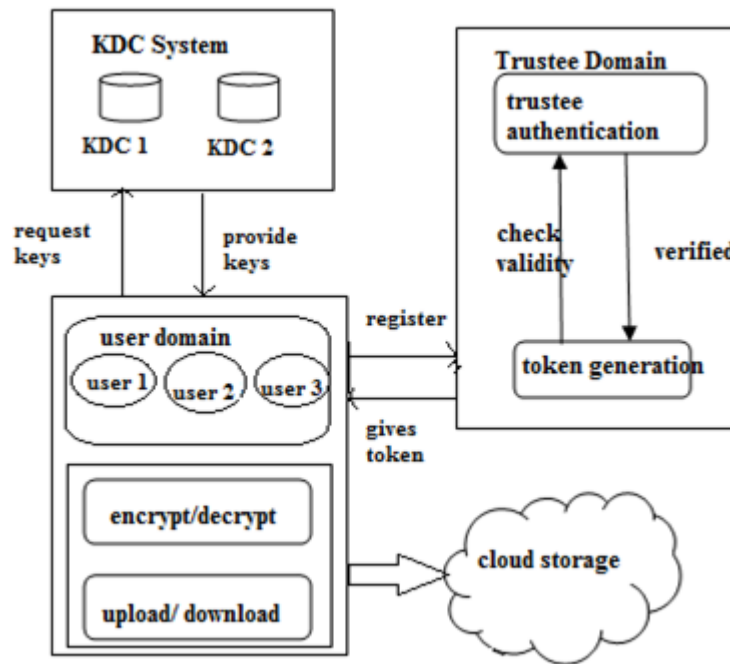 KDC System
KDC 1
KDC 2
Trustee Domain
trustee
authentication
request
keys
provide
keys
check
validity
verified
token generation
register
gives
token
user domain
user 1
user 2
user 3
encrypt/decrypt
upload/ download
cloud storage